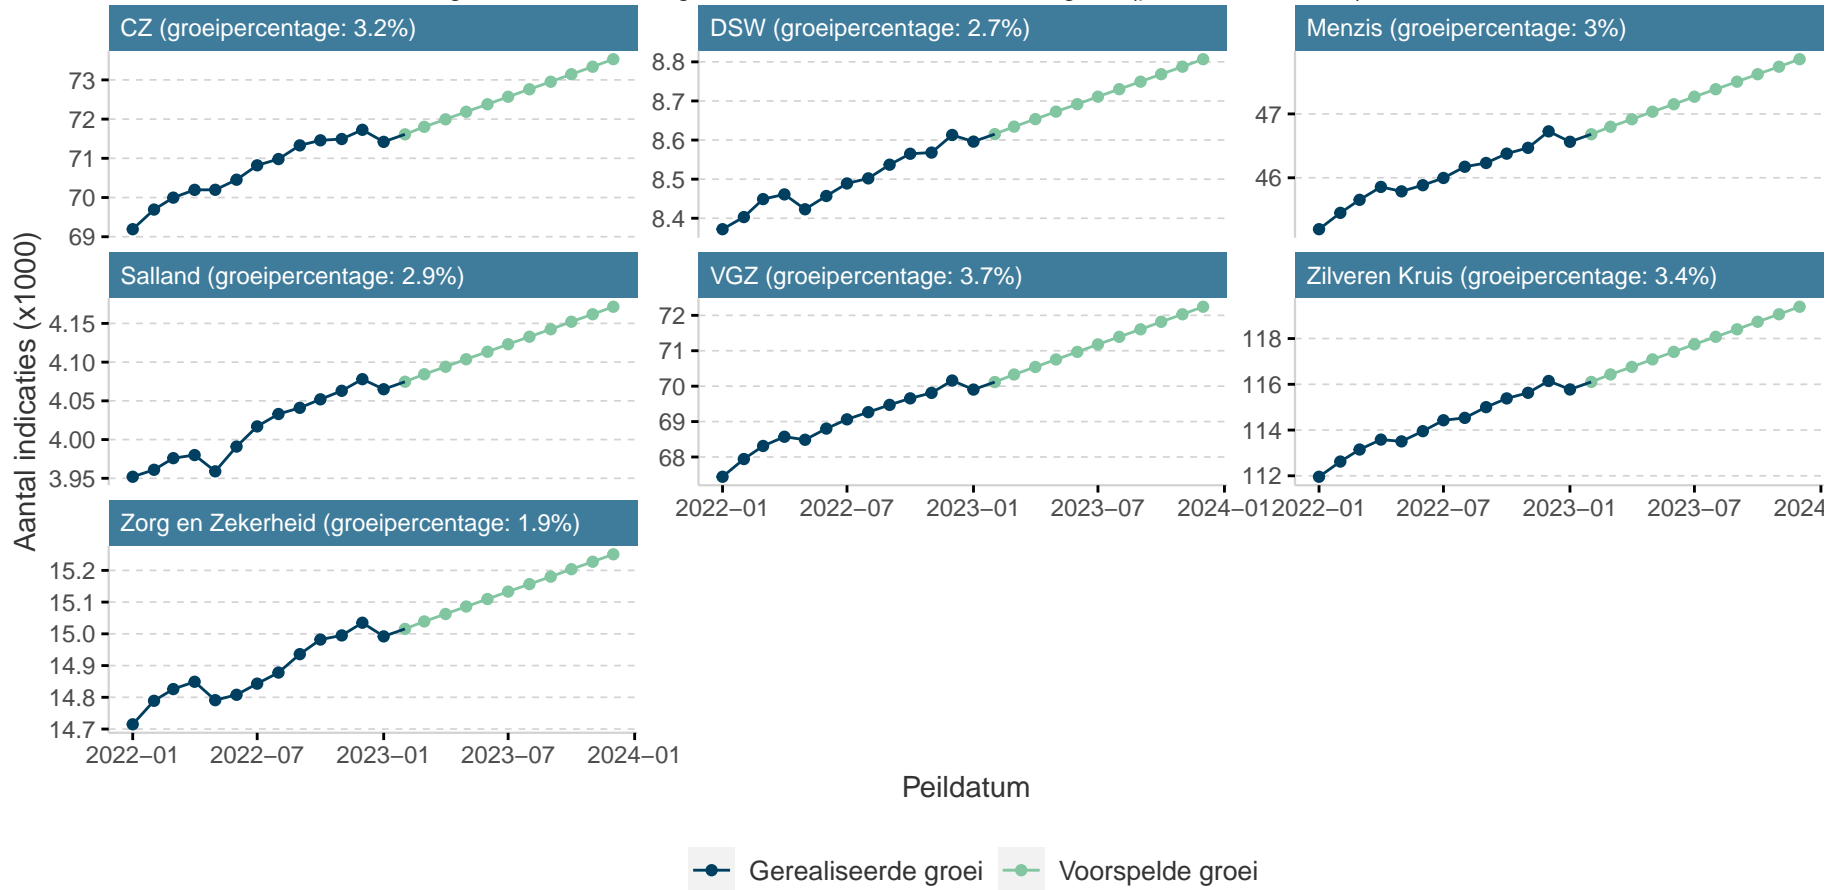 CZ (groeipercentage: 3.2%)
DSW (groeipercentage: 2.7%)
Menzis (groeipercentage: 3%)
73
72
71
70
69
8.8
8.7
8.6
8.5
8.4
47
46
Salland (groeipercentage: 2.9%)
VGZ (groeipercentage: 3.7%)
Zilveren Kruis (groeipercentage: 3.4%)
4.15
4.10
4.05
4.00
3.95
72
71
70
69
68
118
116
114
112
2022–01 2022–07 2023–01 2023–07 2024–01
2022–01 2022–07 2023–01 2023–07 2024
Zorg en Zekerheid (groeipercentage: 1.9%)
15.2
15.1
15.0
14.9
14.8
14.7
2022–01 2022–07 2023–01 2023–07 2024–01
Aantal indicaties (x1000)
Peildatum
Gerealiseerde groei
Voorspelde groei